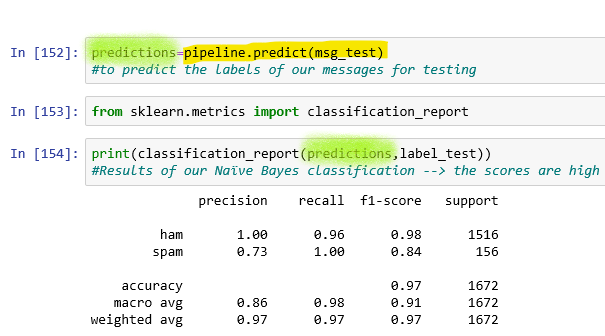 In [152]: predictions=pipeline.predict(msg_test)
#to predict the labels of our messages for testing
In [153]: from sklearn.metrics import classification_report
In [154]: print(classification_report(predictions,label_test))
#Results of our Naïve Bayes classification --> the scores are high
precision recall f1-score support
ham 1.00 0.96 0.98 1516
spam 0.73 1.00 0.84 156
accuracy 0.97 1672
macro avg 0.86 0.98 0.91 1672
weighted avg 0.97 0.97 0.97 1672